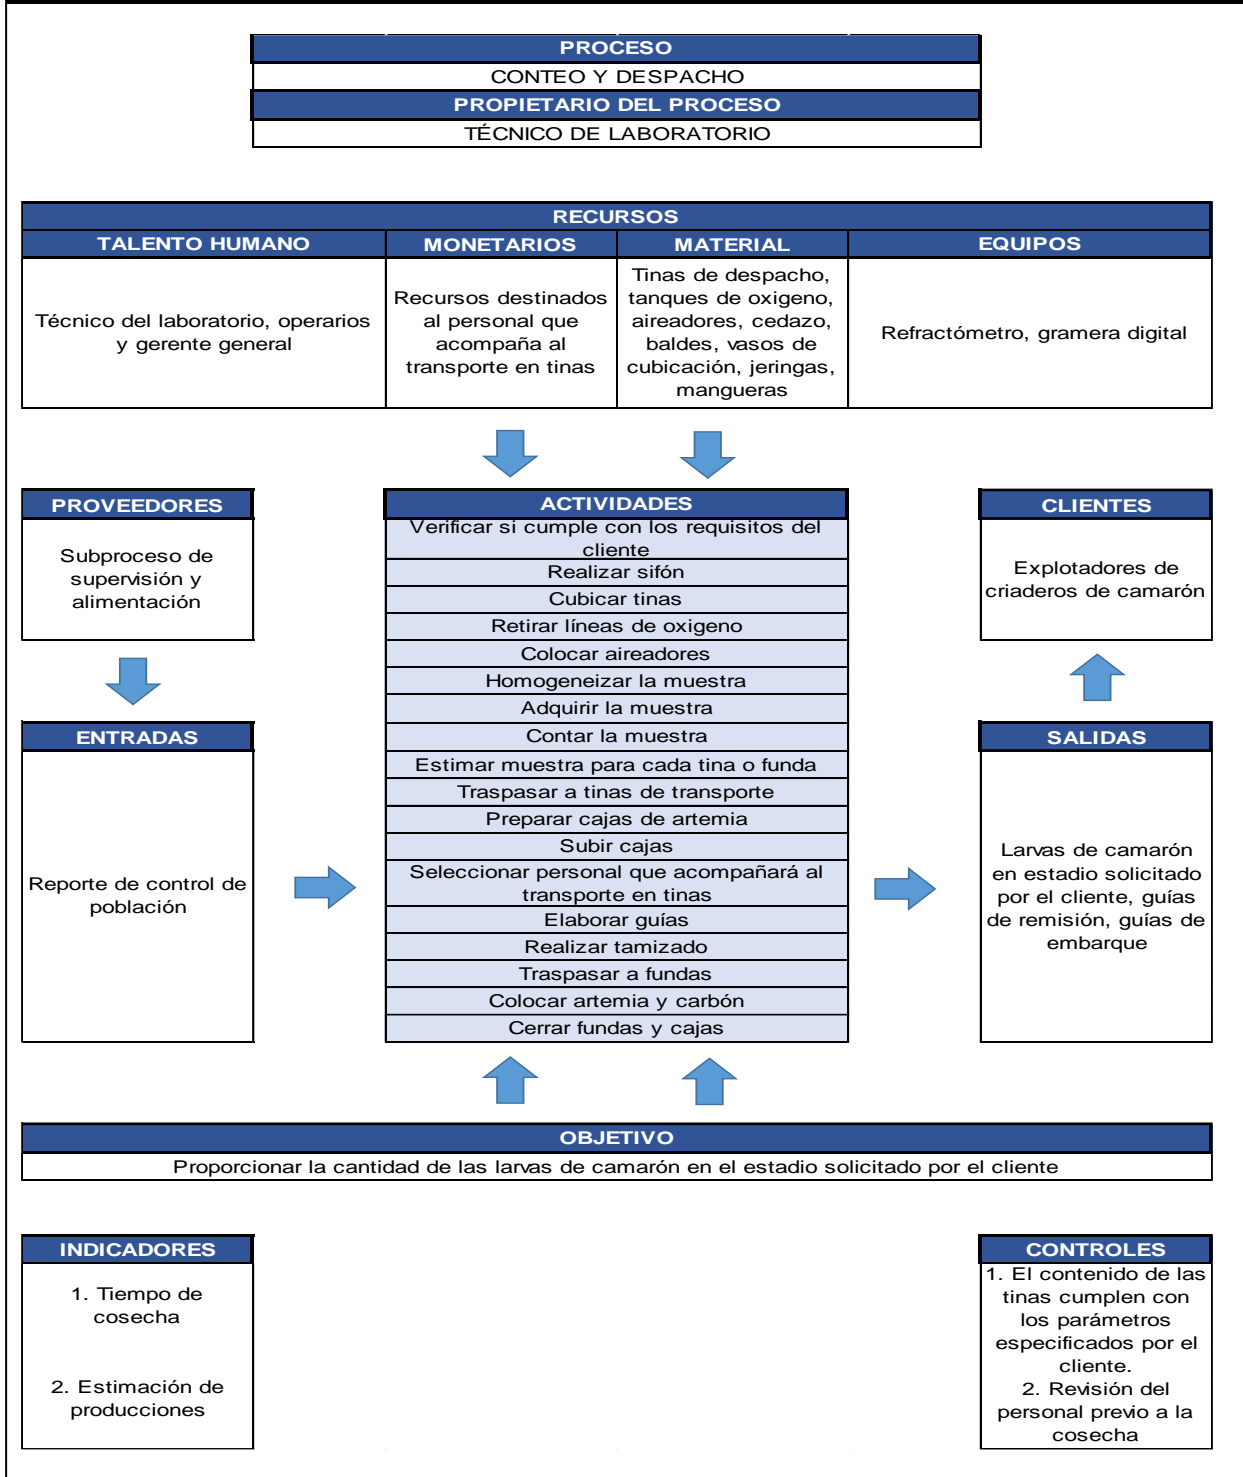 PROCESO
CONTEO Y DESPACHO
PROPIETARIO DEL PROCESO
TÉCNICO DE LABORATORIO
RECURSOS
TALENTO HUMANO
MONETARIOS
MATERIAL
EQUIPOS
Técnico del laboratorio, operarios
y gerente general
Recursos destinados
al personal que
acompaña al
transporte en tinas
Tinas de despacho,
tanques de oxigeno,
aireadores, cedazo,
baldes, vasos de
cubicación, jeringas,
mangueras
Refractómetro, gramera digital
PROVEEDORES
Subproceso de
supervisión y
alimentación
ENTRADAS
Reporte de control de
población
ACTIVIDADES
Verificar si cumple con los requisitos del
cliente
Realizar sifón
Cubicar tinas
Retirar líneas de oxigeno
Colocar aireadores
Homogeneizar la muestra
Adquirir la muestra
Contar la muestra
Estimar muestra para cada tina o funda
Traspasar a tinas de transporte
Preparar cajas de artemia
Subir cajas
Seleccionar personal que acompañará al
transporte en tinas
Elaborar guías
Realizar tamizado
Traspasar a fundas
Colocar artemia y carbón
Cerrar fundas y cajas
CLIENTES
Explotadores de
criaderos de camarón
SALIDAS
Larvas de camarón
en estadio solicitado
por el cliente, guías
de remisión, guías de
embarque
OBJETIVO
Proporcionar la cantidad de las larvas de camarón en el estadio solicitado por el cliente
INDICADORES
1. Tiempo de
cosecha
2. Estimación de
producciones
CONTROLES
1. El contenido de las
tinas cumplen con
los parámetros
especificados por el
cliente.
2. Revisión del
personal previo a la
cosecha